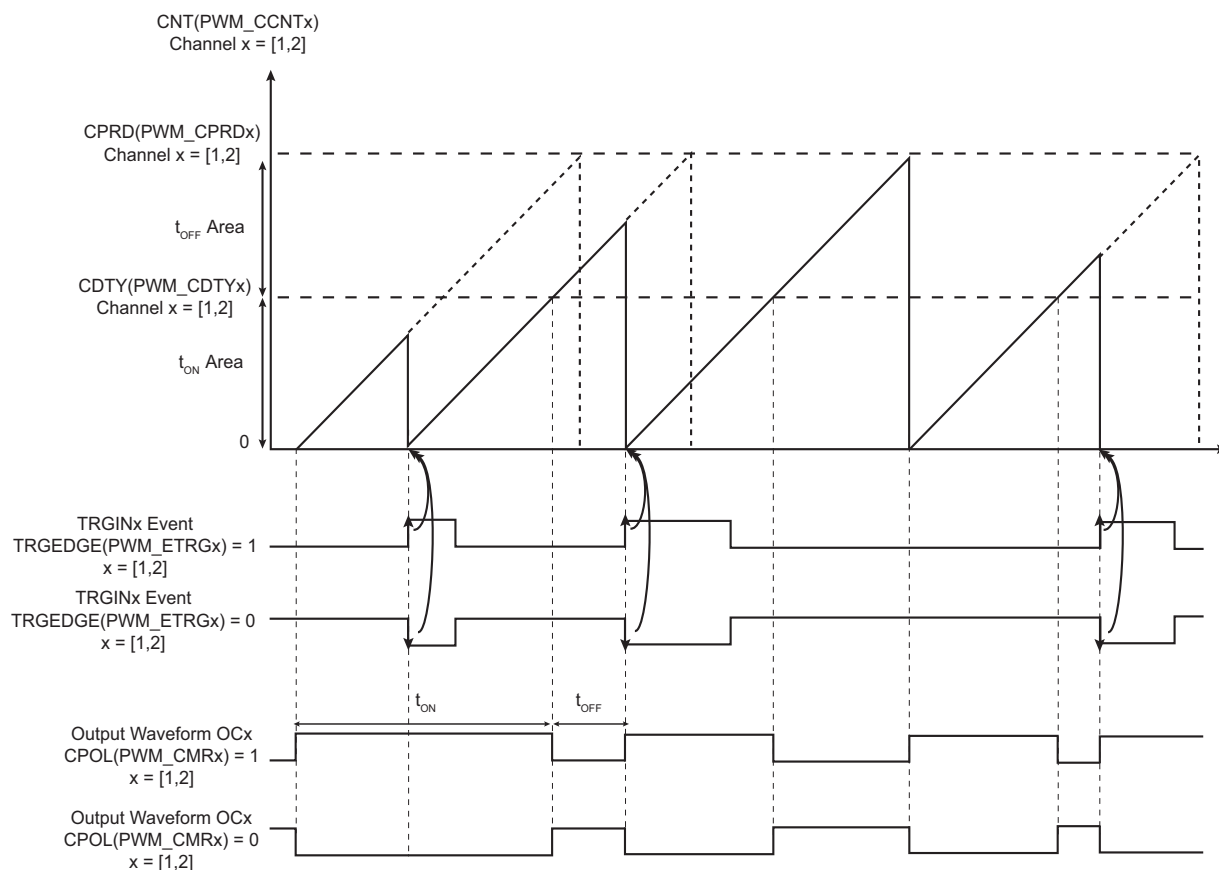 CNT(PWM_CCNTx)
Channel x = [1,2]
CPRD(PWM_CPRDx)
Channel x = [1,2]
tOFF Area
CDTY(PWM_CDTYx)
Channel x = [1,2]
tON Area
0
TRGINx Event
TRGEDGE(PWM_ETRGx) = 1
x = [1,2]
TRGINx Event
TRGEDGE(PWM_ETRGx) = 0
x = [1,2]
tON
tOFF
Output Waveform OCx
CPOL(PWM_CMRx) = 1
x = [1,2]
Output Waveform OCx
CPOL(PWM_CMRx) = 0
x = [1,2]